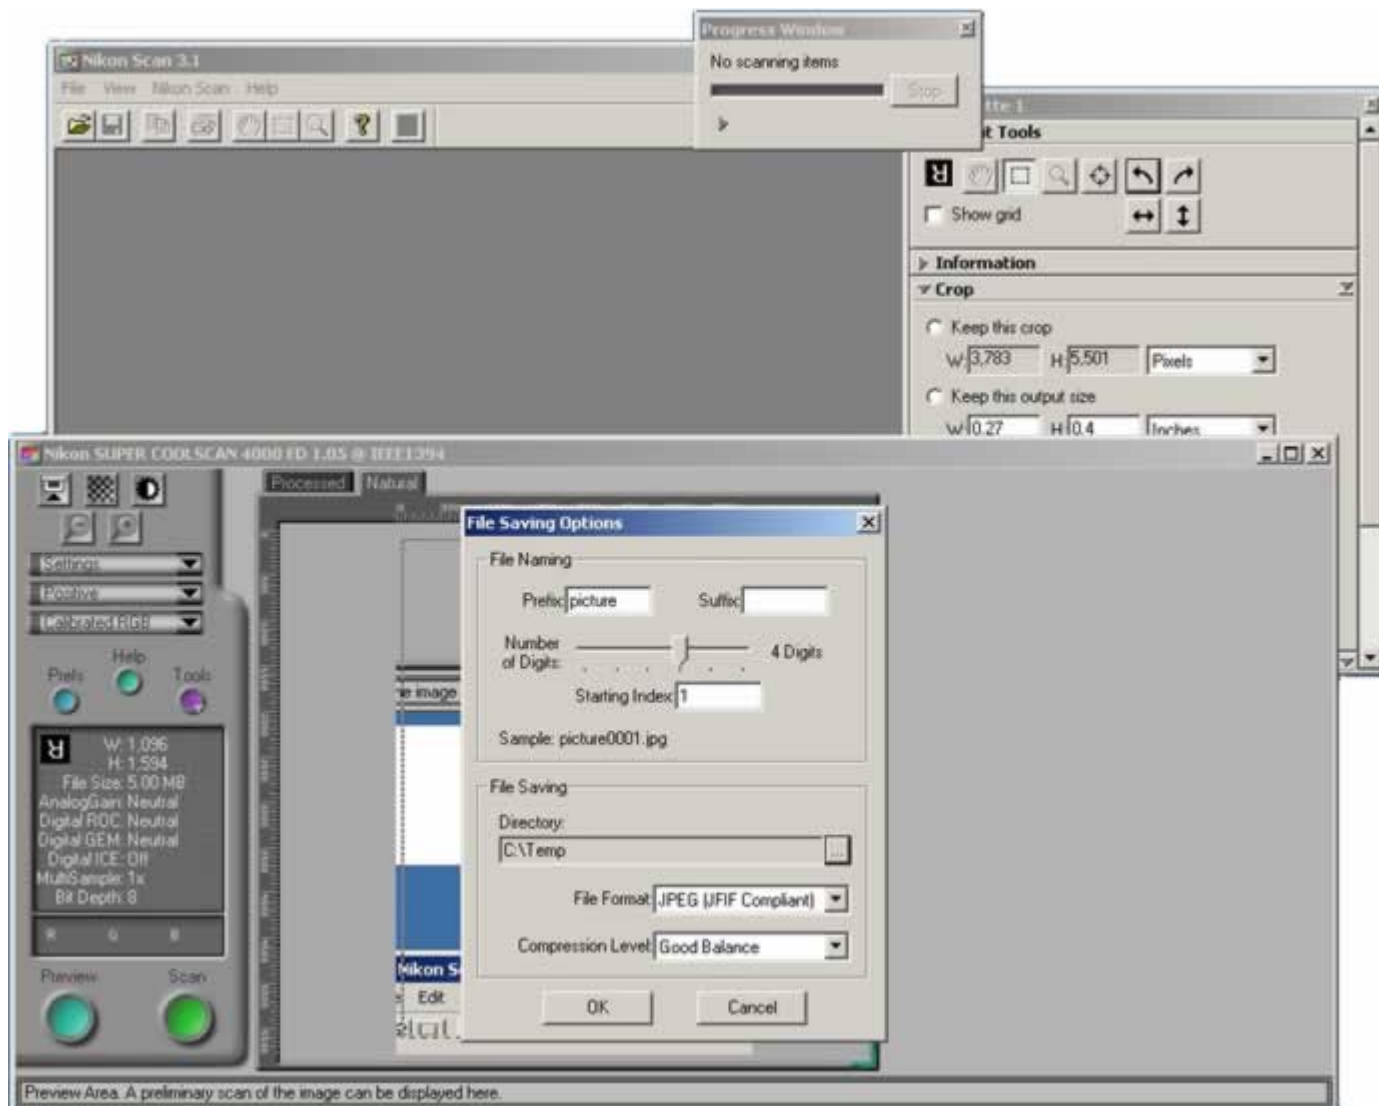 Progress Window
No scanning items
Stop
Nikon Scan 3.1
File View Nikon Scan Help
Tools
R
Show grid
Information
Crop
Keep this crop
W: 3,783 H: 5,501 Pixels
Keep this output size
W: 0.27 H: 0.4 Inches
Nikon SUPER COOLSCAN 4000 ED 1.05 @ IEEE1394
Processed Natural
Settings
Positive
Calibrated RGB
Help
Prefs Tools
R
W: 1,096
H: 1,594
File Size: 5.00 MB
AnalogGain: Neutral
Digital ROC: Neutral
Digital GEM: Neutral
Digital ICE: Off
MultiSample: 1x
Bit Depth: 8
R G B
Preview Scan
image
Nikon S
Edit
File Saving Options
File Naming
Prefix: picture Suffix:
Number of Digits: 4 Digits
Starting Index: 1
Sample: picture0001.jpg
File Saving
Directory:
C:\Temp
...
File Format: JPEG (JFIF Compliant)
Compression Level: Good Balance
OK Cancel
Preview Area. A preliminary scan of the image can be displayed here.